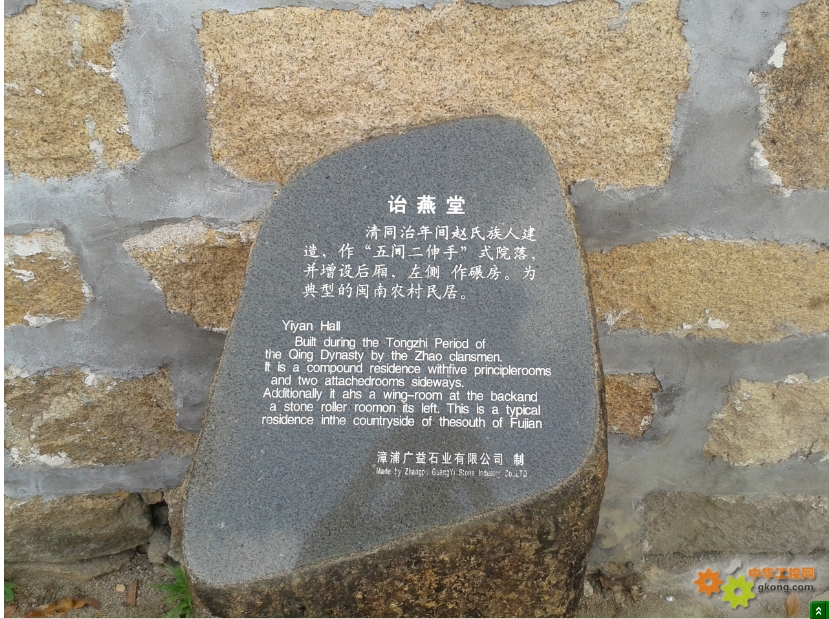 诒燕堂
清同治年间赵氏族人建
造、作“五间二伸手”式院落，
并增设后厢、左侧 作碾房。为
典型的闽南农村民居。
Yiyan Hall
Built during the Tongzhi Period of
the Qing Dynasty by the Zhao clansmen.
It is a compound residence withfive principlerooms
and two attachedrooms sideways.
Additionally it ahs a wing-room at the backand
a stone roller roomon its left. This is a typical
residence inthe countryside of thesouth of Fujian
漳浦广益石业有限公司 制
Made by Zhangpu GuangYi Stone Industry Co.,LTD
中华工控网
gkong.com